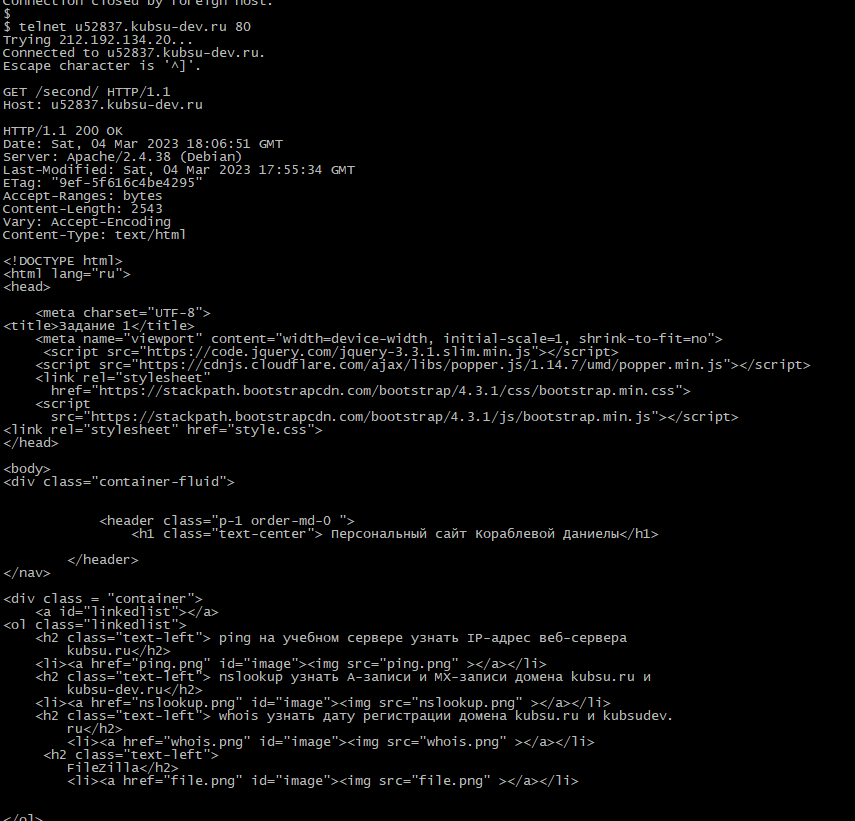 Connection closed by foreign host.
$
$ telnet u52837.kubsu-dev.ru 80
Trying 212.192.134.20...
Connected to u52837.kubsu-dev.ru.
Escape character is '^]'.
GET /second/ HTTP/1.1
Host: u52837.kubsu-dev.ru
HTTP/1.1 200 OK
Date: Sat, 04 Mar 2023 18:06:51 GMT
Server: Apache/2.4.38 (Debian)
Last-Modified: Sat, 04 Mar 2023 17:55:34 GMT
ETag: "9ef-5f616c4be4295"
Accept-Ranges: bytes
Content-Length: 2543
Vary: Accept-Encoding
Content-Type: text/html
<!DOCTYPE html>
<html lang="ru">
<head>
<meta charset="UTF-8">
<title>Задание 1</title>
<meta name="viewport" content="width=device-width, initial-scale=1, shrink-to-fit=no">
<script src="https://code.jquery.com/jquery-3.3.1.slim.min.js"></script>
<script src="https://cdnjs.cloudflare.com/ajax/libs/popper.js/1.14.7/umd/popper.min.js"></script>
<link rel="stylesheet"
href="https://stackpath.bootstrapcdn.com/bootstrap/4.3.1/css/bootstrap.min.css">
<script
src="https://stackpath.bootstrapcdn.com/bootstrap/4.3.1/js/bootstrap.min.js"></script>
<link rel="stylesheet" href="style.css">
</head>
<body>
<div class="container-fluid">
<header class="p-1 order-md-0 ">
<h1 class="text-center"> Персональный сайт Кораблевой Даниелы</h1>
</header>
</nav>
<div class = "container">
<a id="linkedlist"></a>
<ol class="linkedlist">
<h2 class="text-left"> ping на учебном сервере узнать IP-адрес веб-сервера
kubsu.ru</h2>
<li><a href="ping.png" id="image"><img src="ping.png" ></a></li>
<h2 class="text-left"> nslookup узнать А-записи и MX-записи домена kubsu.ru и
kubsu-dev.ru</h2>
<li><a href="nslookup.png" id="image"><img src="nslookup.png" ></a></li>
<h2 class="text-left"> whois узнать дату регистрации домена kubsu.ru и kubsudev.
ru</h2>
<li><a href="whois.png" id="image"><img src="whois.png" ></a></li>
<h2 class="text-left">
FileZilla</h2>
<li><a href="file.png" id="image"><img src="file.png" ></a></li>
</ol>